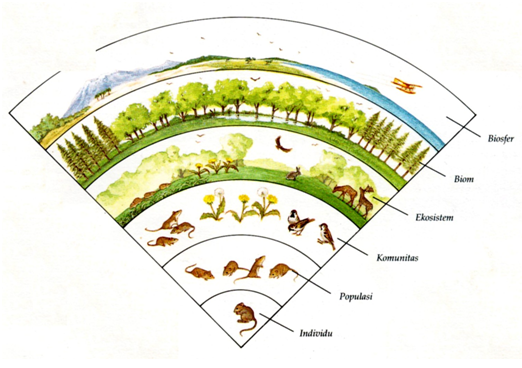 Biosfer
Biom
Ekosistem
Komunitas
Populasi
Individu